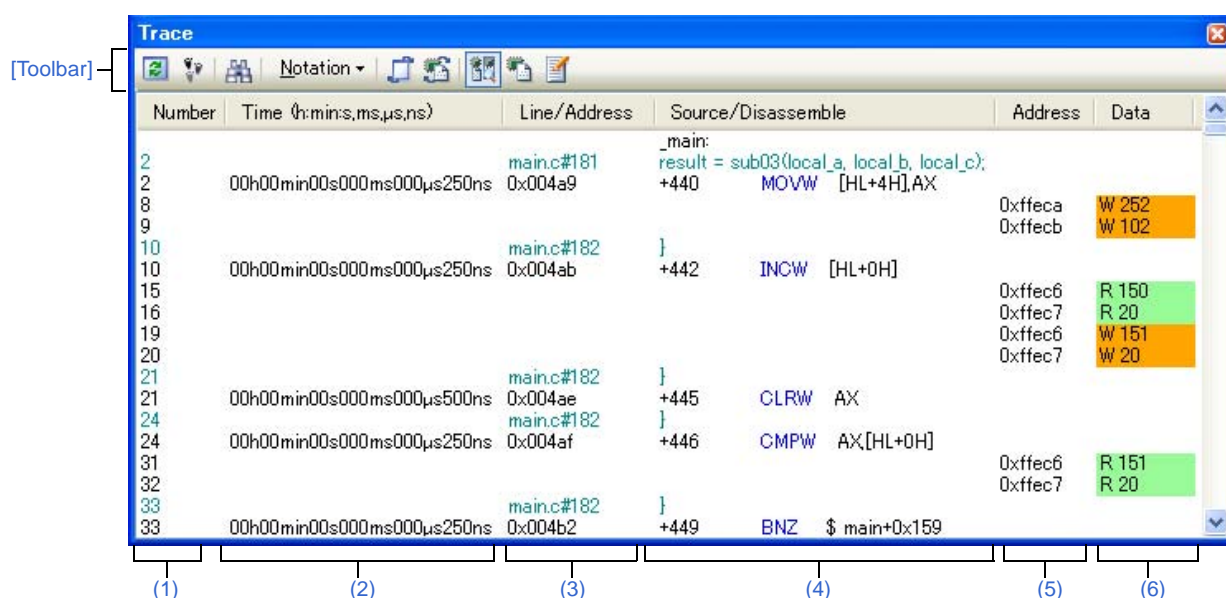 Trace
[Toolbar]
Notation
Number Time (h:min:s,ms,µs,ns) Line/Address Source/Disassemble Address Data
_main:
2 main.c#181 result = sub03(local_a, local_b, local_c);
2 00h00min00s000ms000µs250ns 0x004a9 +440 MOVW [HL+4H],AX
8 0xffeca W 252
9 0xffecb W 102
10 main.c#182 }
10 00h00min00s000ms000µs250ns 0x004ab +442 INCW [HL+0H]
15 0xffec6 R 150
16 0xffec7 R 20
19 0xffec6 W 151
20 0xffec7 W 20
21 main.c#182 }
21 00h00min00s000ms000µs500ns 0x004ae +445 CLRW AX
24 main.c#182 }
24 00h00min00s000ms000µs250ns 0x004af +446 CMPW AX,[HL+0H]
31 0xffec6 R 151
32 0xffec7 R 20
33 main.c#182 }
33 00h00min00s000ms000µs250ns 0x004b2 +449 BNZ $ main+0x159
(1) (2) (3) (4) (5) (6)